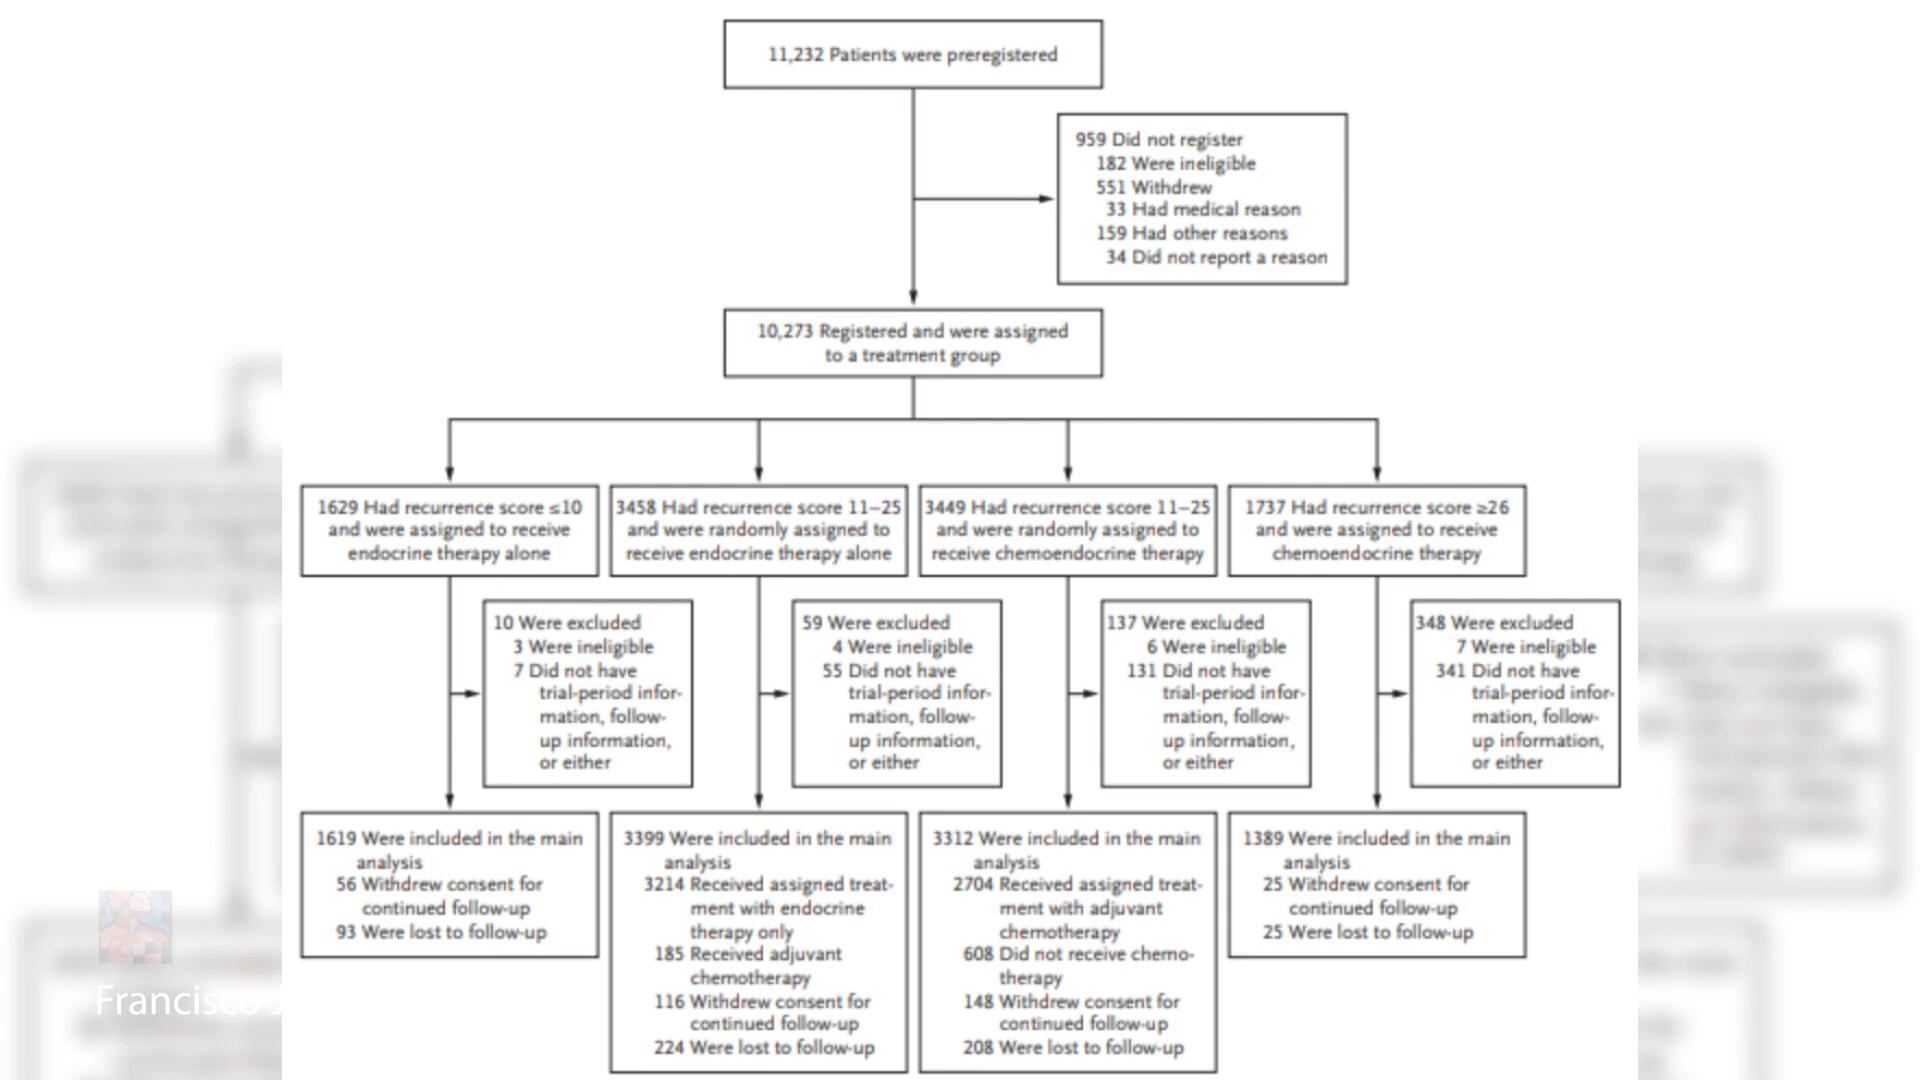 11,232 Patients were preregistered
959 Did not register
182 Were ineligible
551 Withdrew
33 Had medical reason
159 Had other reasons
34 Did not report a reason
10,273 Registered and were assigned
to a treatment group
1629 Had recurrence score ≤10
and were assigned to receive
endocrine therapy alone
3458 Had recurrence score 11–25
and were randomly assigned to
receive endocrine therapy alone
3449 Had recurrence score 11–25
and were randomly assigned to
receive chemoendocrine therapy
1737 Had recurrence score ≥26
and were assigned to receive
chemoendocrine therapy
10 Were excluded
3 Were ineligible
7 Did not have
trial-period infor-
mation, follow-
up information,
or either
59 Were excluded
4 Were ineligible
55 Did not have
trial-period infor-
mation, follow-
up information,
or either
137 Were excluded
6 Were ineligible
131 Did not have
trial-period infor-
mation, follow-
up information,
or either
348 Were excluded
7 Were ineligible
341 Did not have
trial-period infor-
mation, follow-
up information,
or either
1619 Were included in the main
analysis
56 Withdrew consent for
continued follow-up
93 Were lost to follow-up
3399 Were included in the main
analysis
3214 Received assigned treat-
ment with endocrine
therapy only
185 Received adjuvant
chemotherapy
116 Withdrew consent for
continued follow-up
224 Were lost to follow-up
3312 Were included in the main
analysis
2704 Received assigned treat-
ment with adjuvant
chemotherapy
608 Did not receive chemo-
therapy
148 Withdrew consent for
continued follow-up
208 Were lost to follow-up
1389 Were included in the main
analysis
25 Withdrew consent for
continued follow-up
25 Were lost to follow-up
Francisco